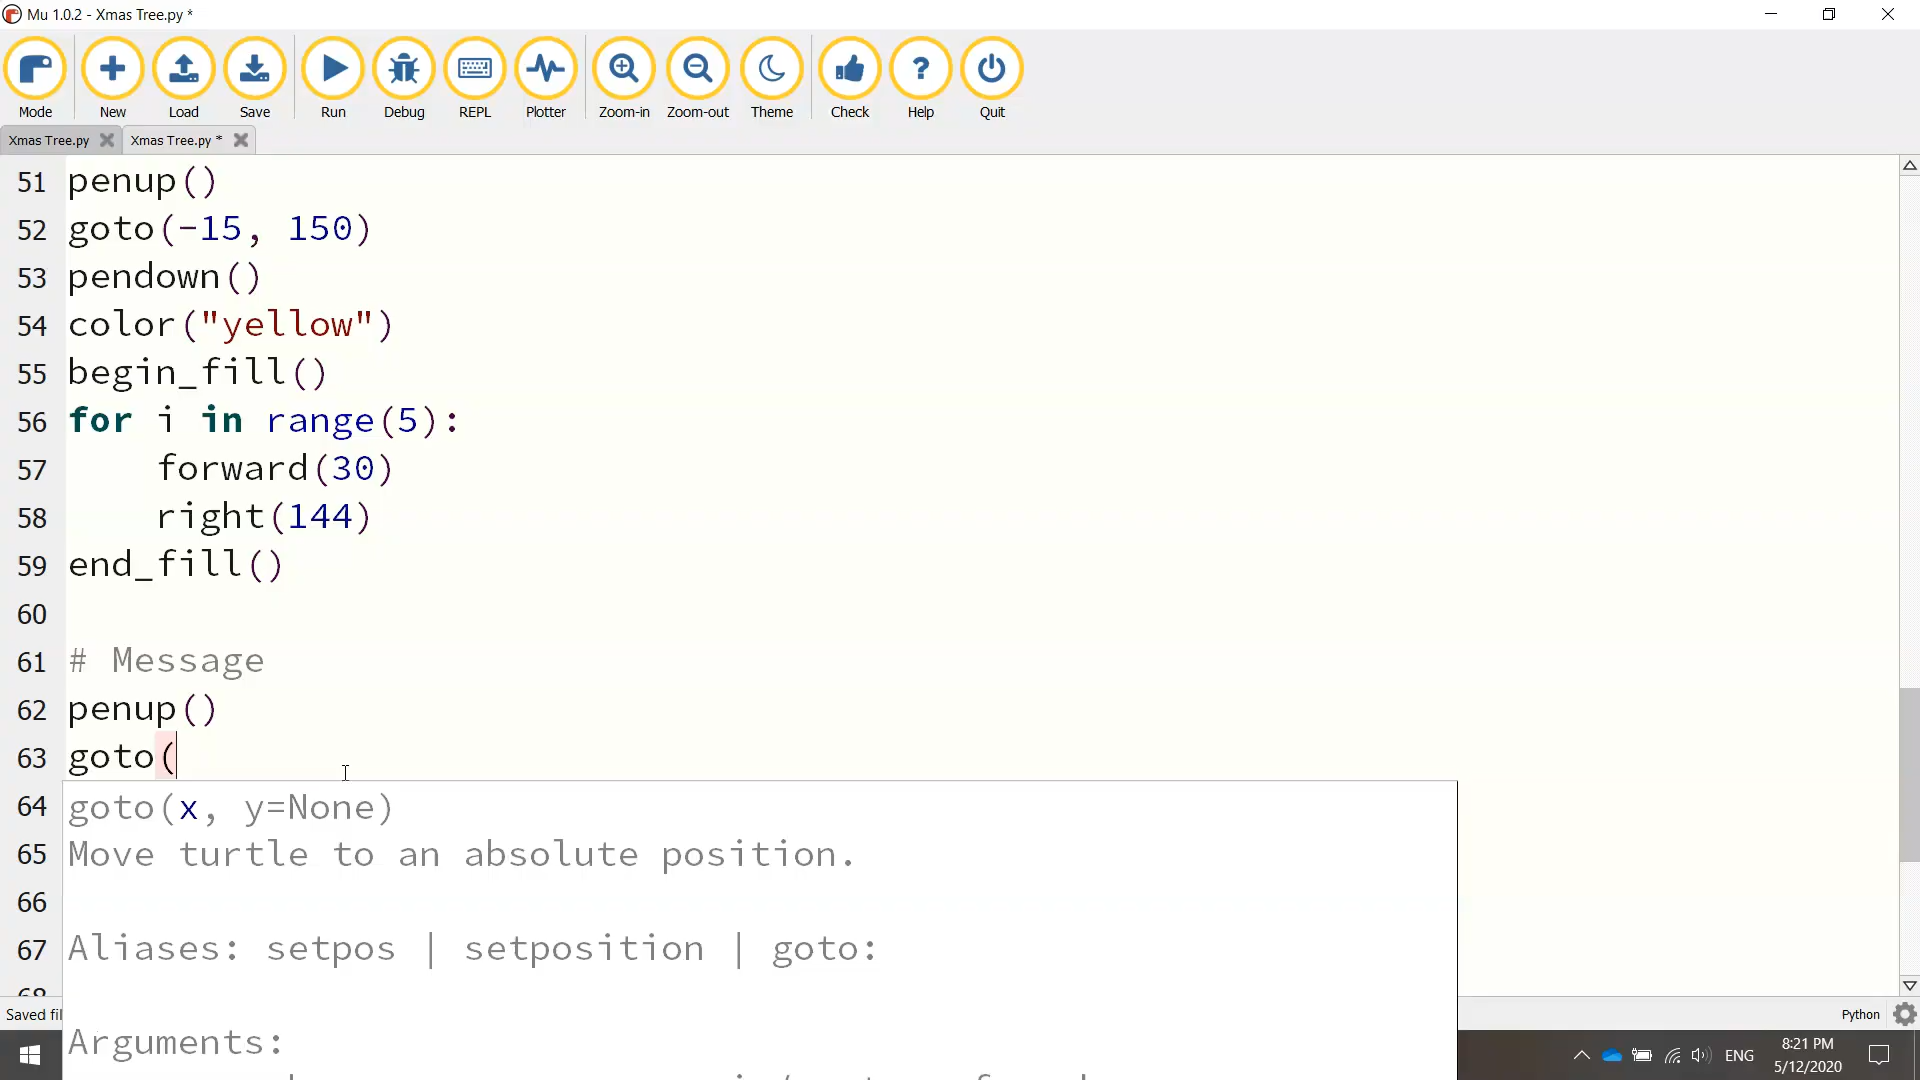 Mu 1.0.2 - Xmas Tree.py *
Mode New Load Save Run Debug REPL Plotter Zoom-in Zoom-out Theme Check Help Quit
Xmas Tree.py Xmas Tree.py *
51 penup()
52 goto(-15, 150)
53 pendown()
54 color("yellow")
55 begin_fill()
56 for i in range(5):
57 forward(30)
58 right(144)
59 end_fill()
60
61 # Message
62 penup()
63 goto(
64 goto(x, y=None)
65 Move turtle to an absolute position.
66
67 Aliases: setpos | setposition | goto:
68
Saved fil
Arguments:
Python
ENG
8:21 PM
5/12/2020